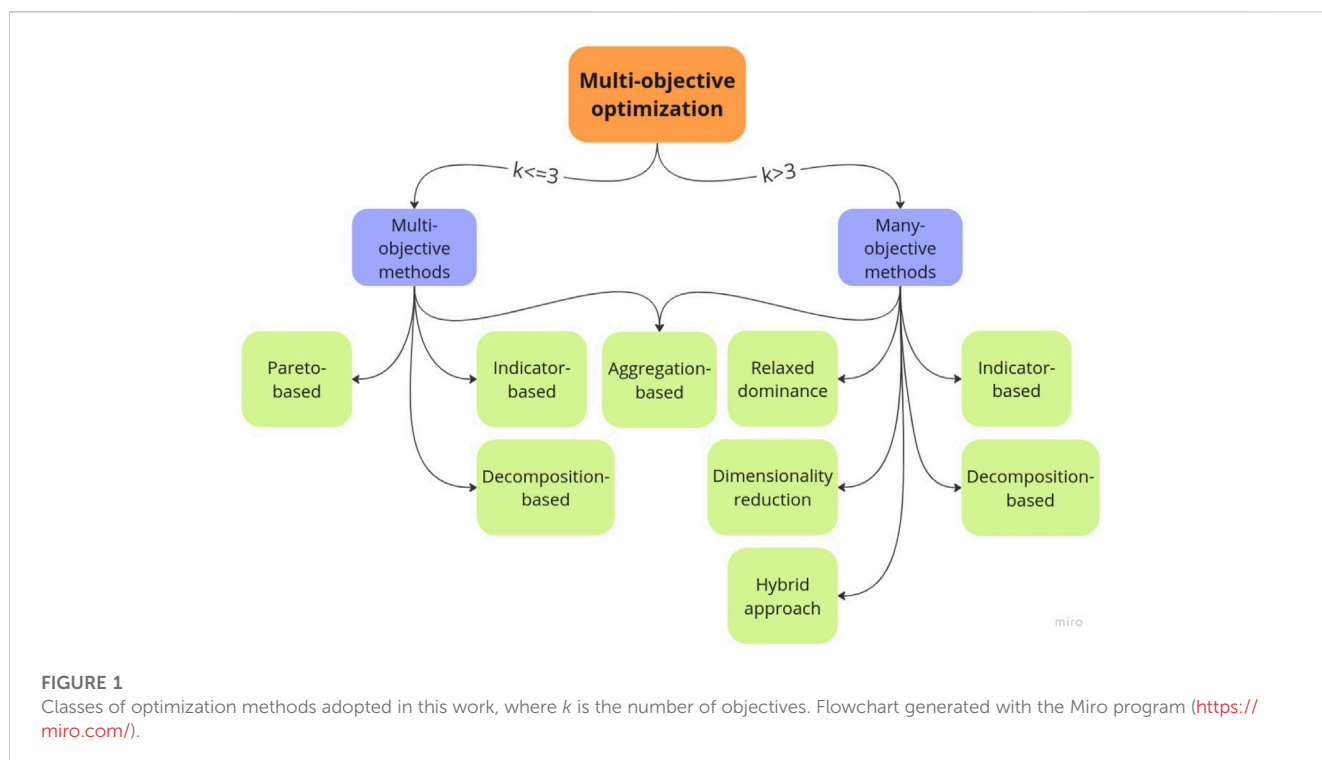 Multi-objective
optimization
k<=3
k>3
Multi-
objective
methods
Many-
objective
methods
Pareto-
based
Indicator-
based
Aggregation-
based
Relaxed
dominance
Indicator-
based
Decomposition-
based
Dimensionality
reduction
Decomposition-
based
Hybrid
approach
miro
FIGURE 1
Classes of optimization methods adopted in this work, where k is the number of objectives. Flowchart generated with the Miro program (https://
miro.com/).